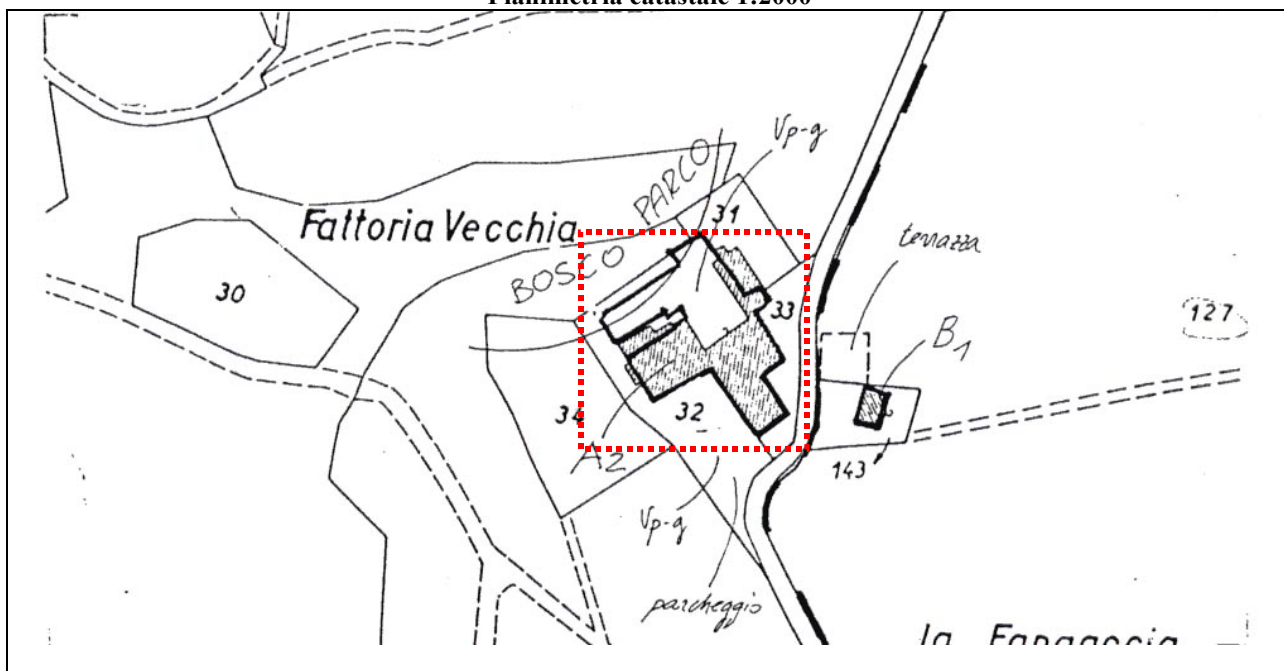 Planimetria catastale 1:2000
Vp-g
PARCO
31
Fattoria Vecchia
terrazza
BOSCO
30
33
127
B1
34
32
A2
143
Vp-g
parcheggio
la